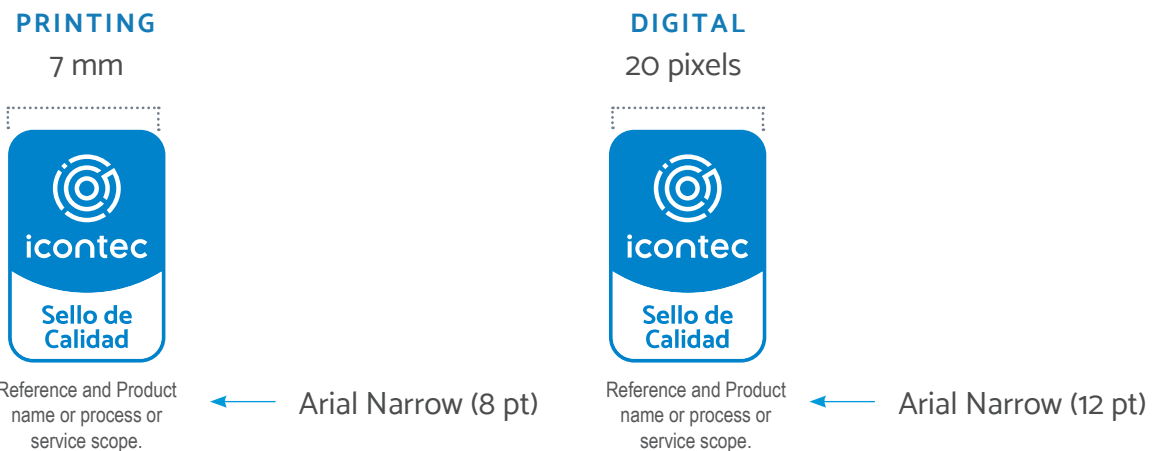 PRINTING
7 mm
icontec
Sello de
Calidad
Reference and Product
name or process or
service scope.
Arial Narrow (8 pt)
DIGITAL
20 pixels
icontec
Sello de
Calidad
Reference and Product
name or process or
service scope.
Arial Narrow (12 pt)